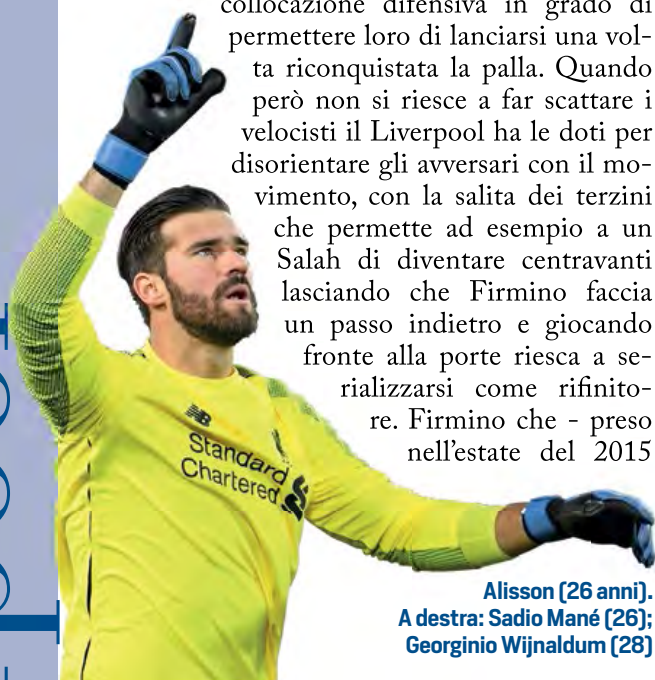 collocazione difensiva in grado di
permettere loro di lanciarsi una vol-
ta riconquistata la palla. Quando
però non si riesce a far scattare i
velocisti il Liverpool ha le doti per
disorientare gli avversari con il mo-
vimento, con la salita dei terzini
che permette ad esempio a un
Salah di diventare centravanti
lasciando che Firmino faccia
un passo indietro e giocando
fronte alla porte riesca a se-
rializzarsi come rifinito-
re. Firmino che - preso
nell'estate del 2015
NB
Standard
Chartered
Alisson (26 anni).
A destra: Sadio Mané (26);
Georginio Wijnaldum (28)